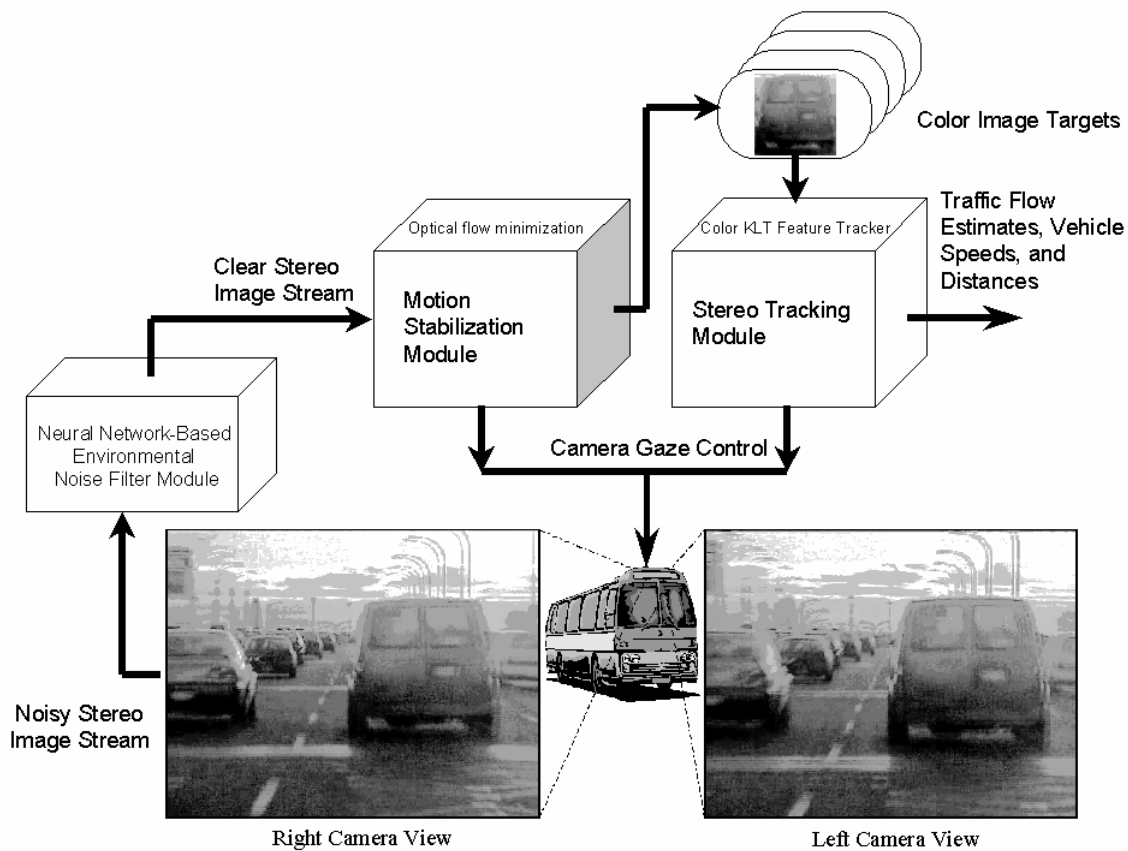 Color Image Targets
Optical flow minimization
Color KLT Feature Tracker
Traffic Flow
Estimates, Vehicle
Speeds, and
Distances
Clear Stereo
Image Stream
Motion
Stabilization
Module
Stereo Tracking
Module
Neural Network-Based
Environmental
Noise Filter Module
Camera Gaze Control
Noisy Stereo
Image Stream
Right Camera View
Left Camera View